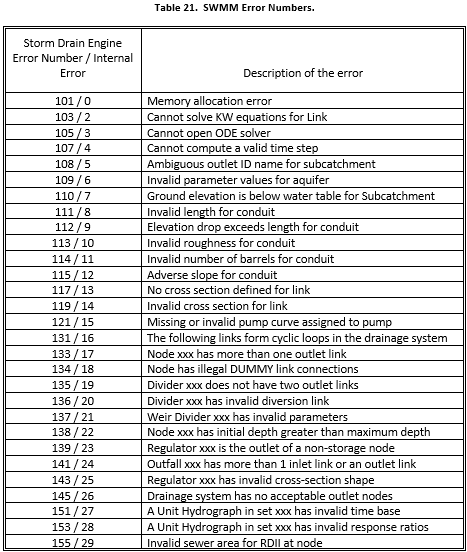 Table 21. SWMM Error Numbers.
Storm Drain Engine
Error Number / Internal
Error
Description of the error
101 / 0 Memory allocation error
103 / 2 Cannot solve KW equations for Link
105 / 3 Cannot open ODE solver
107 / 4 Cannot compute a valid time step
108 / 5 Ambiguous outlet ID name for subcatchment
109 / 6 Invalid parameter values for aquifer
110 / 7 Ground elevation is below water table for Subcatchment
111 / 8 Invalid length for conduit
112 / 9 Elevation drop exceeds length for conduit
113 / 10 Invalid roughness for conduit
114 / 11 Invalid number of barrels for conduit
115 / 12 Adverse slope for conduit
117 / 13 No cross section defined for link
119 / 14 Invalid cross section for link
121 / 15 Missing or invalid pump curve assigned to pump
131 / 16 The following links form cyclic loops in the drainage system
133 / 17 Node xxx has more than one outlet link
134 / 18 Node has illegal DUMMY link connections
135 / 19 Divider xxx does not have two outlet links
136 / 20 Divider xxx has invalid diversion link
137 / 21 Weir Divider xxx has invalid parameters
138 / 22 Node xxx has initial depth greater than maximum depth
139 / 23 Regulator xxx is the outlet of a non-storage node
141 / 24 Outfall xxx has more than 1 inlet link or an outlet link
143 / 25 Regulator xxx has invalid cross-section shape
145 / 26 Drainage system has no acceptable outlet nodes
151 / 27 A Unit Hydrograph in set xxx has invalid time base
153 / 28 A Unit Hydrograph in set xxx has invalid response ratios
155 / 29 Invalid sewer area for RDII at node